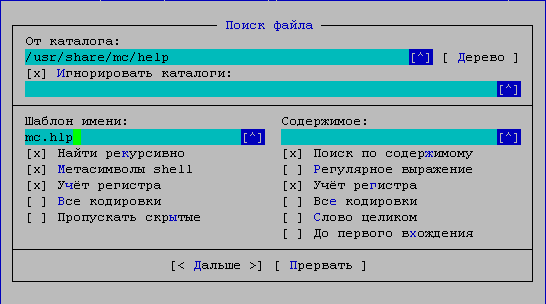 Поиск файла
От каталога:
/usr/share/mc/help [^] [ Дерево ]
[x] Игнорировать каталоги:
[^]
Шаблон имени: Содержимое:
mc.hlp [^] [^]
[x] Найти рекурсивно [x] Поиск по содержимому
[x] Метасимволы shell [ ] Регулярное выражение
[x] Учёт регистра [x] Учёт регистра
[ ] Все кодировки [ ] Все кодировки
[ ] Пропускать скрытые [ ] Слово целиком
[ ] До первого вхождения
[< Дальше >] [ Прервать ]